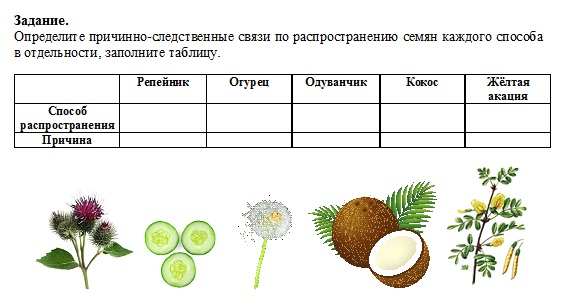 Задание.
Определите причинно-следственные связи по распространению семян каждого способа
в отдельности, заполните таблицу.
Репейник Огурец Одуванчик Кокос Жёлтая
акация
Способ
распространения
Причина